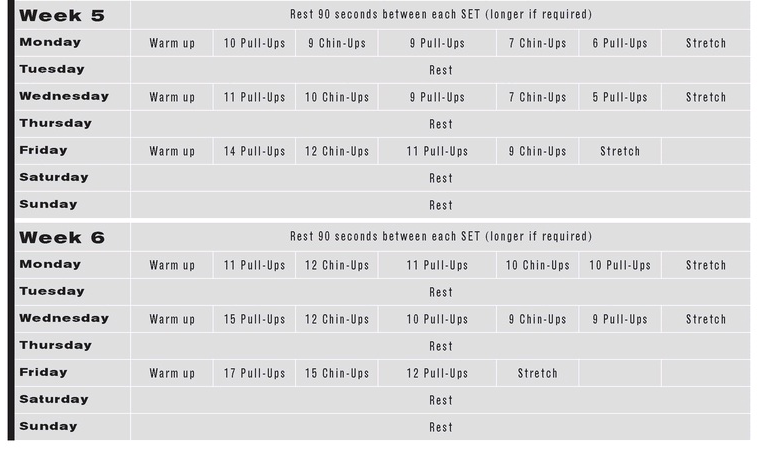 Week 5 Rest 90 seconds between each SET (longer if required)
Monday Warm up 10 Pull-Ups 9 Chin-Ups 9 Pull-Ups 7 Chin-Ups 6 Pull-Ups Stretch
Tuesday Rest
Wednesday Warm up 11 Pull-Ups 10 Chin-Ups 9 Pull-Ups 7 Chin-Ups 5 Pull-Ups Stretch
Thursday Rest
Friday Warm up 14 Pull-Ups 12 Chin-Ups 11 Pull-Ups 9 Chin-Ups Stretch
Saturday Rest
Sunday Rest
Week 6 Rest 90 seconds between each SET (longer if required)
Monday Warm up 11 Pull-Ups 12 Chin-Ups 11 Pull-Ups 10 Chin-Ups 10 Pull-Ups Stretch
Tuesday Rest
Wednesday Warm up 15 Pull-Ups 12 Chin-Ups 10 Pull-Ups 9 Chin-Ups 9 Pull-Ups Stretch
Thursday Rest
Friday Warm up 17 Pull-Ups 15 Chin-Ups 12 Pull-Ups Stretch
Saturday Rest
Sunday Rest